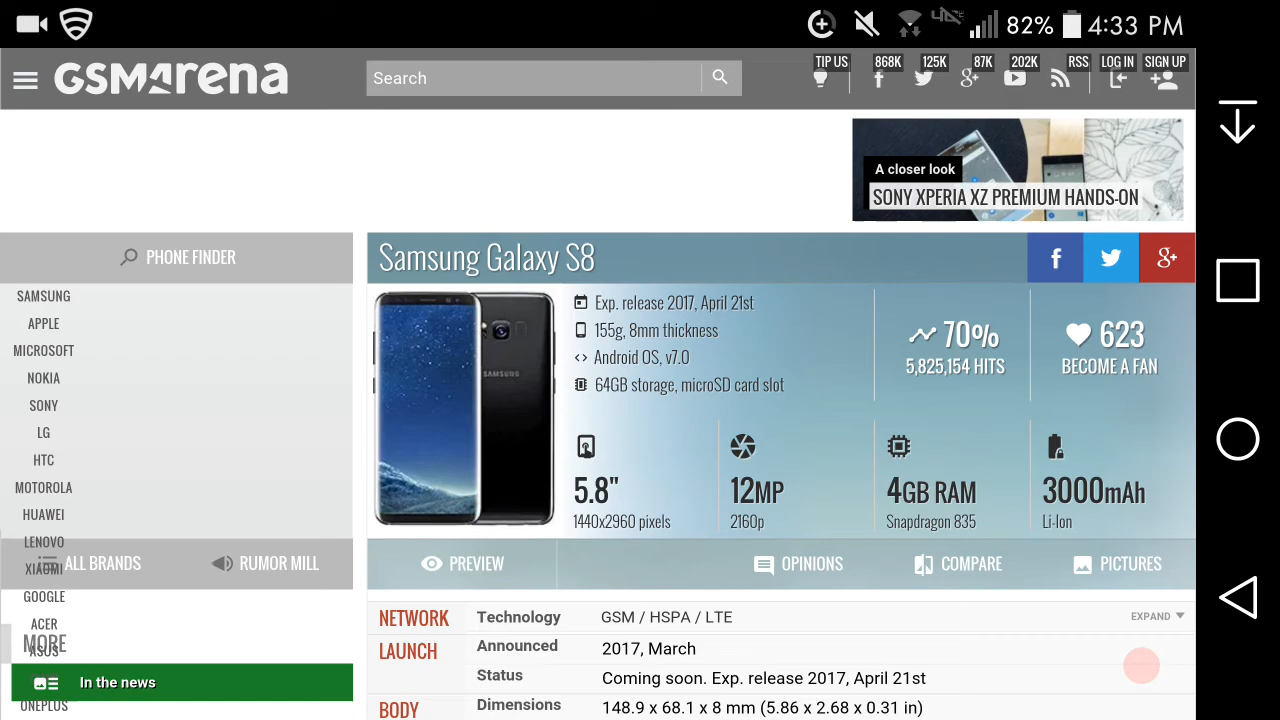 82% 4:33 PM
GSMArena
Search
TIP US
868K
125K
87K
202K
RSS
LOG IN
SIGN UP
A closer look
SONY XPERIA XZ PREMIUM HANDS-ON
PHONE FINDER
SAMSUNG
APPLE
MICROSOFT
NOKIA
SONY
LG
HTC
MOTOROLA
HUAWEI
LENOVO
XIAOMI
GOOGLE
ACER
ASUS
ONEPLUS
ALL BRANDS
RUMOR MILL
MORE
In the news
Samsung Galaxy S8
SAMSUNG
Exp. release 2017, April 21st
155g, 8mm thickness
Android OS, v7.0
64GB storage, microSD card slot
70%
5,825,154 HITS
623
BECOME A FAN
5.8"
1440x2960 pixels
12MP
2160p
4GB RAM
Snapdragon 835
3000mAh
Li-Ion
PREVIEW
OPINIONS
COMPARE
PICTURES
NETWORK Technology GSM / HSPA / LTE EXPAND
LAUNCH Announced 2017, March
Status Coming soon. Exp. release 2017, April 21st
BODY Dimensions 148.9 x 68.1 x 8 mm (5.86 x 2.68 x 0.31 in)